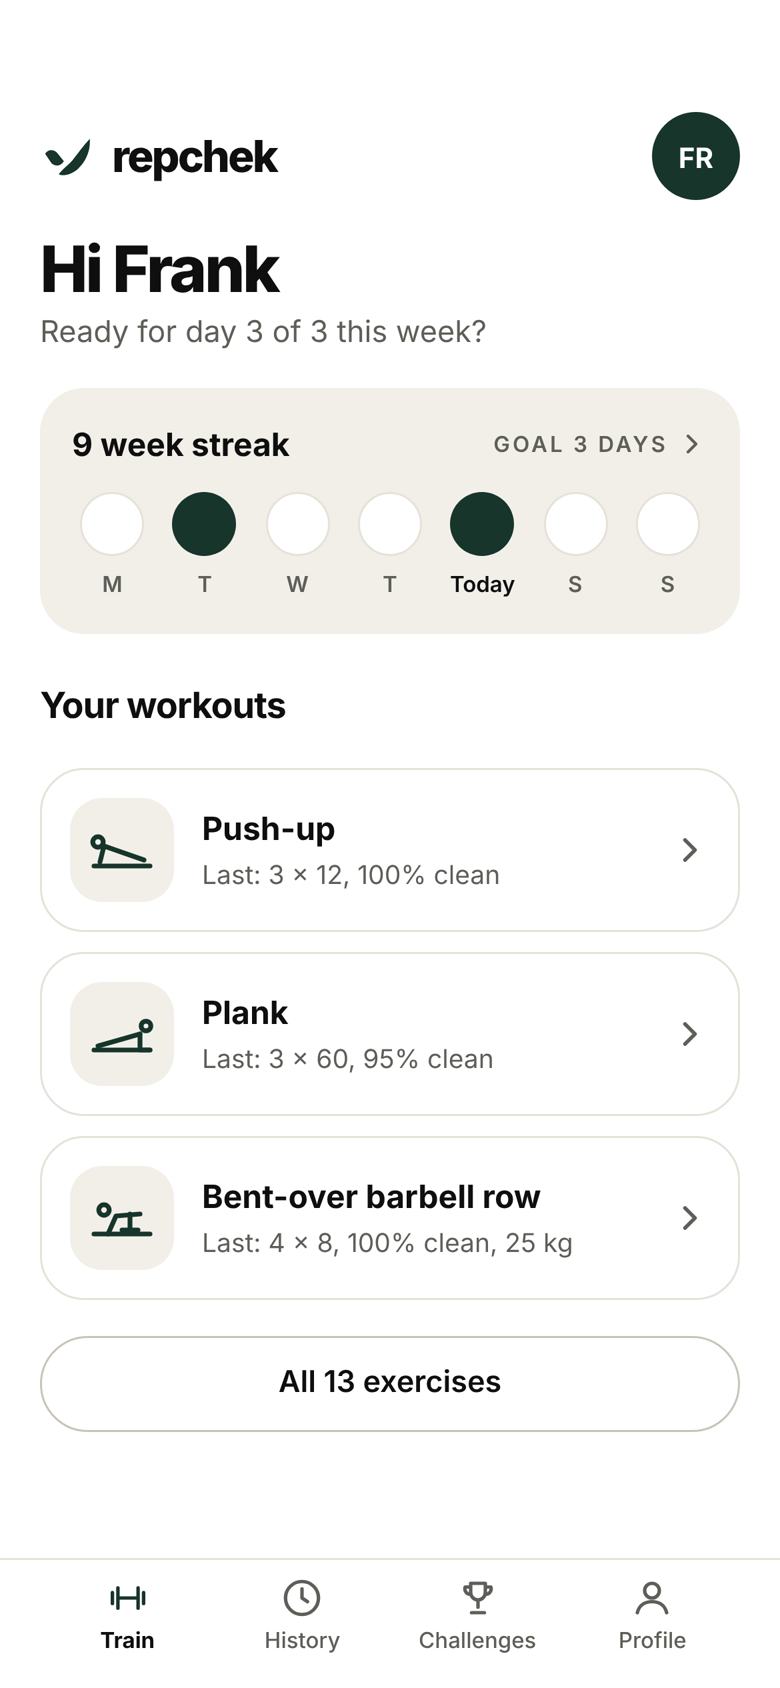 repchek
FR
Hi Frank
Ready for day 3 of 3 this week?
9 week streak
GOAL 3 DAYS
M T W T Today S S
Your workouts
Push-up
Last: 3 × 12, 100% clean
Plank
Last: 3 × 60, 95% clean
Bent-over barbell row
Last: 4 × 8, 100% clean, 25 kg
All 13 exercises
Train History Challenges Profile